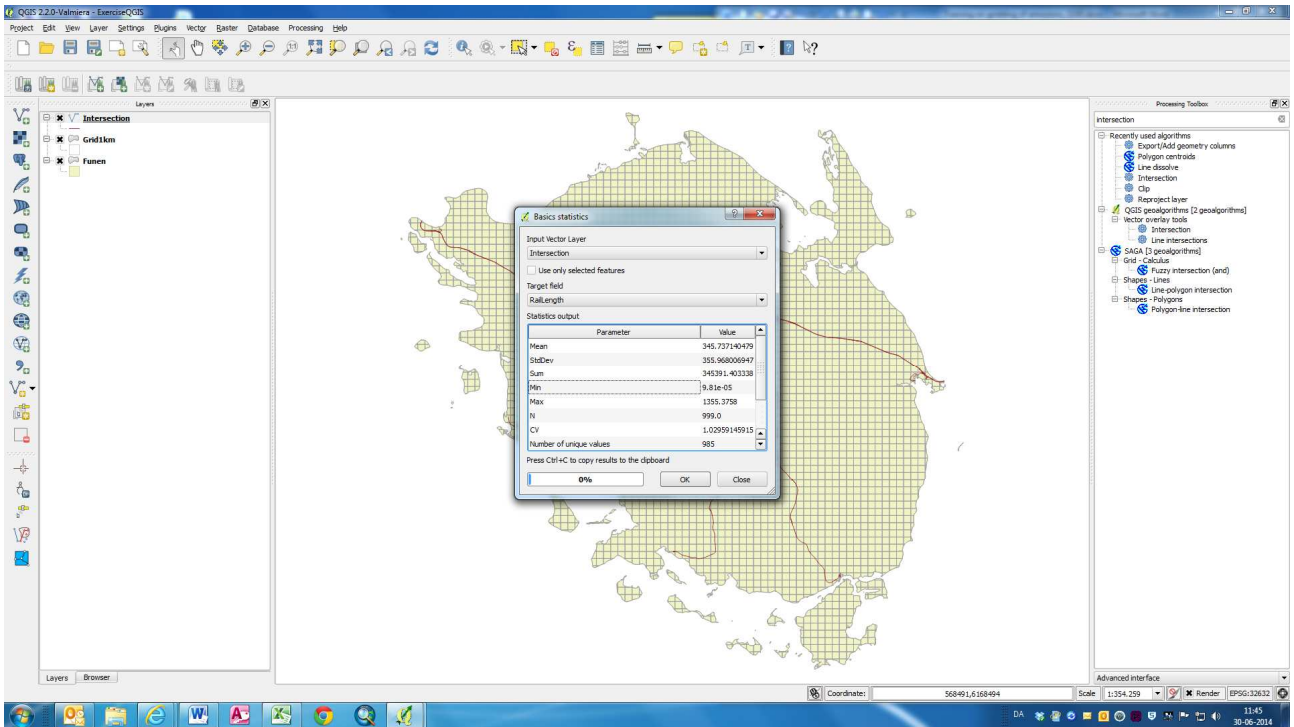 QGIS 2.2.0-Valmiera - ExerciseQGIS
Project Edit View Layer Settings Plugins Vector Raster Database Processing Help
Layers
Intersection
Grid1km
Funen
Layers Browser
Basics statistics
Input Vector Layer
Intersection
Use only selected features
Target field
RailLength
Statistics output
Parameter Value
Mean 345.737140479
StdDev 355.968006947
Sum 345391.403338
Min 9.81e-05
Max 1355.3758
N 999.0
CV 1.02959145915
Number of unique values 985
Press Ctrl+C to copy results to the clipboard
0% OK Close
Processing Toolbox
intersection
Recently used algorithms
Export/Add geometry columns
Polygon centroids
Line dissolve
Intersection
Clip
Reproject layer
QGIS geoalgorithms [2 geoalgorithms]
Vector overlay tools
Intersection
Line intersections
SAGA [3 geoalgorithms]
Grid - Calculus
Fuzzy intersection (and)
Shapes - Lines
Line-polygon intersection
Shapes - Polygons
Polygon-line intersection
Advanced interface
Coordinate: 568491,6168494 Scale 1:354.259 Render EPSG:32632
DA 11:45
30-06-2014